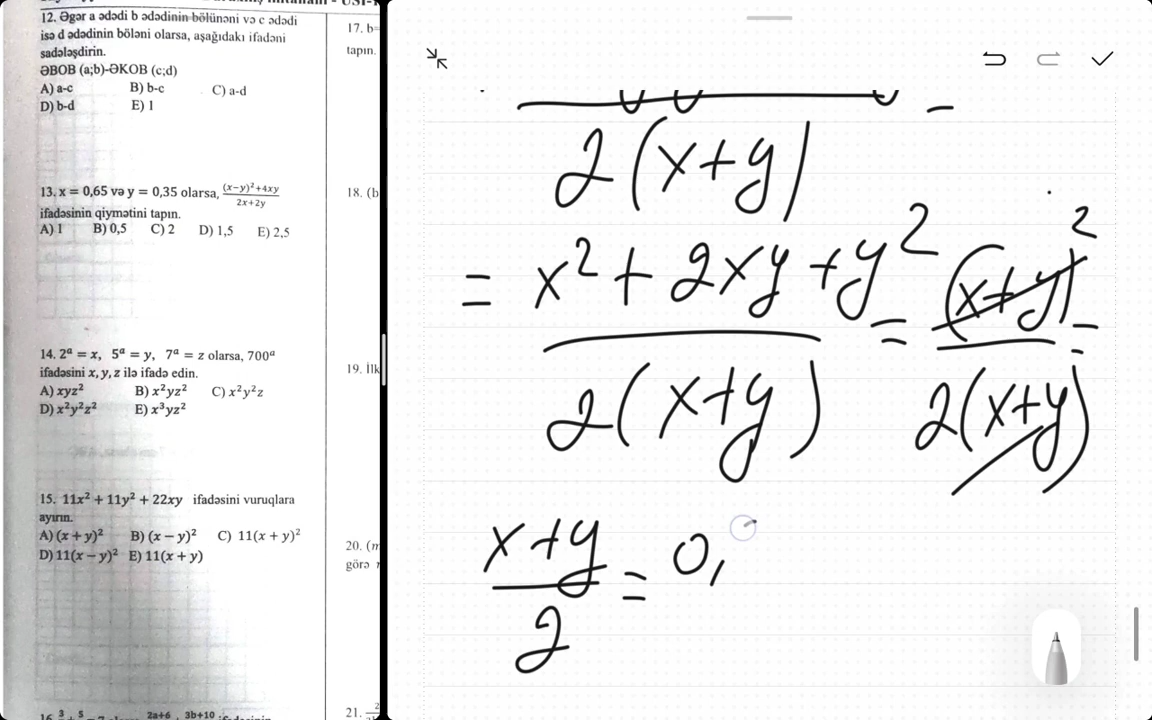 12. Əgər a ədədi b ədədinin bölünəni və c ədədi
isə d ədədinin böləni olarsa, aşağıdakı ifadəni
sadələşdirin.
ƏBOB (a;b)-ƏKOB (c;d)
A) a-c B) b-c C) a-d
D) b-d E) 1
13. x = 0,65 və y = 0,35 olarsa, \frac{(x−y)²+4xy}{2x+2y}
ifadəsinin qiymətini tapın.
A) 1 B) 0,5 C) 2 D) 1,5 E) 2,5
14. 2ᵃ = x, 5ᵃ = y, 7ᵃ = z olarsa, 700ᵃ
ifadəsini x, y, z ilə ifadə edin.
A) xyz² B) x²yz² C) x²y²z
D) x²y²z² E) x³yz²
15. 11x² + 11y² + 22xy ifadəsini vuruqlara
ayırın.
A) (x + y)² B) (x − y)² C) 11(x + y)²
D) 11(x − y)² E) 11(x + y)
17. b
tapın.
18. (b
19. İlk
20. (m
görə
21.
2(x+y)
= \frac{x² + 2xy + y²}{2(x+y)} = \frac{(x+y)²}{2(x+y)} =
\frac{x+y}{2} = 0,